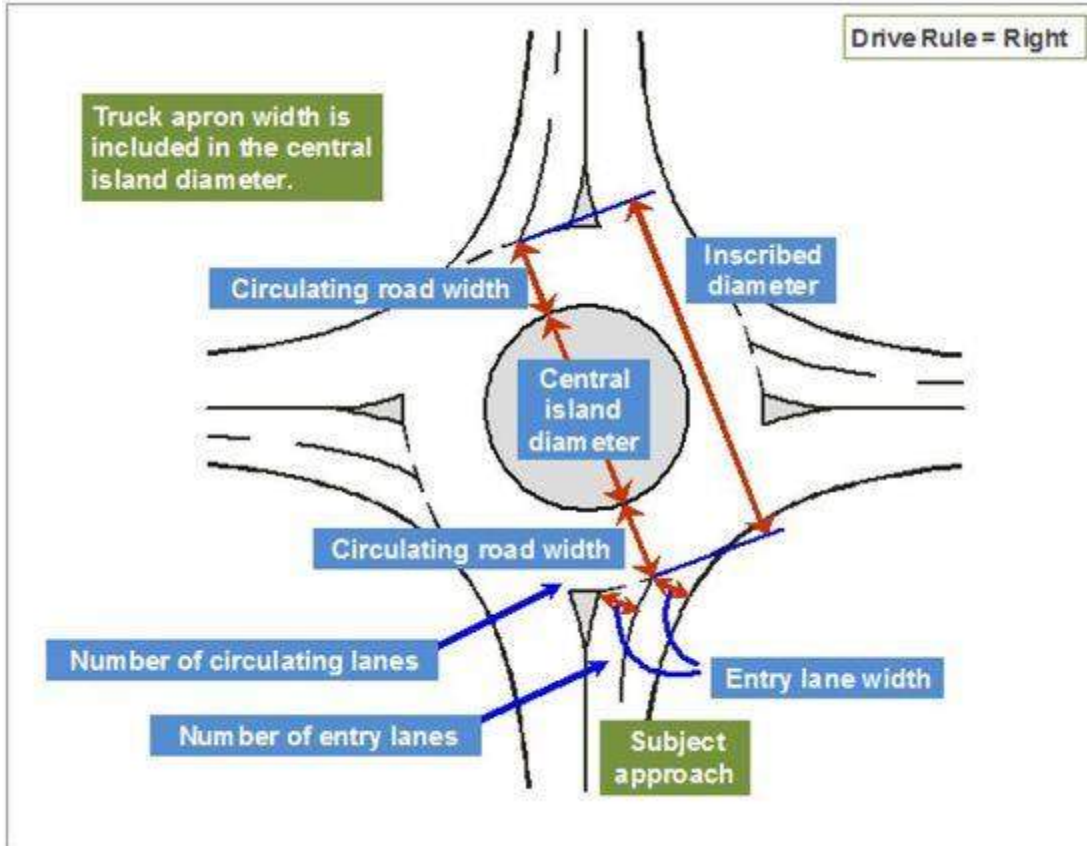 Drive Rule = Right
Truck apron width is
included in the central
island diameter.
Inscribed
diameter
Circulating road width
Central
island
diameter
Circulating road width
Number of circulating lanes
Entry lane width
Number of entry lanes
Subject
approach